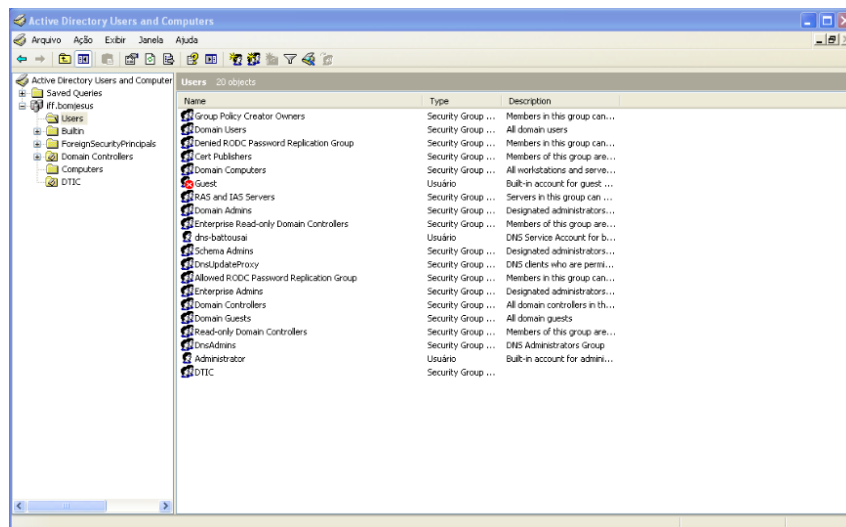 Active Directory Users and Computers
Arquivo Ação Exibir Janela Ajuda
Active Directory Users and Computer
Saved Queries
iff.bomjesus
Users
Builtin
ForeignSecurityPrincipals
Domain Controllers
Computers
DTIC
Users 20 objects
Name Type Description
Group Policy Creator Owners Security Group ... Members in this group can...
Domain Users Security Group ... All domain users
Denied RODC Password Replication Group Security Group ... Members in this group can...
Cert Publishers Security Group ... Members of this group are...
Domain Computers Security Group ... All workstations and serve...
Guest Usuário Built-in account for guest ...
RAS and IAS Servers Security Group ... Servers in this group can ...
Domain Admins Security Group ... Designated administrators...
Enterprise Read-only Domain Controllers Security Group ... Members of this group are...
dns-battousai Usuário DNS Service Account for b...
Schema Admins Security Group ... Designated administrators...
DnsUpdateProxy Security Group ... DNS clients who are permi...
Allowed RODC Password Replication Group Security Group ... Members in this group can...
Enterprise Admins Security Group ... Designated administrators...
Domain Controllers Security Group ... All domain controllers in th...
Domain Guests Security Group ... All domain guests
Read-only Domain Controllers Security Group ... Members of this group are...
DnsAdmins Security Group ... DNS Administrators Group
Administrator Usuário Built-in account for admini...
DTIC Security Group ...